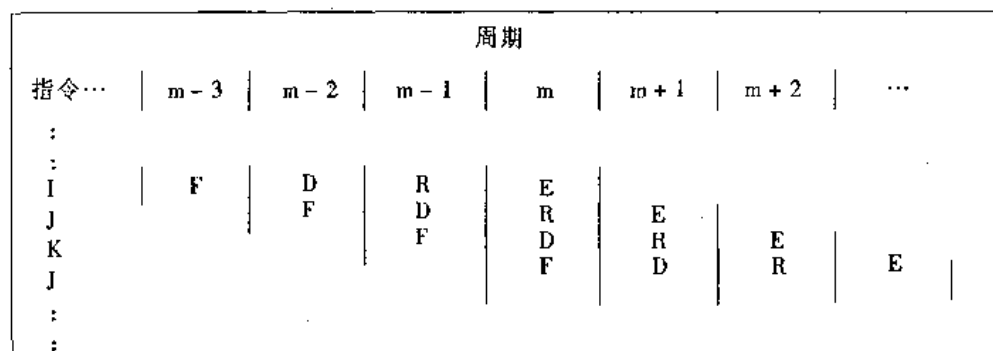 周期
指令… m-3 m-2 m-1 m m+1 m+2 …
:
:
I F D R E
J F D R E
K F D R E
J F D R E
:
: